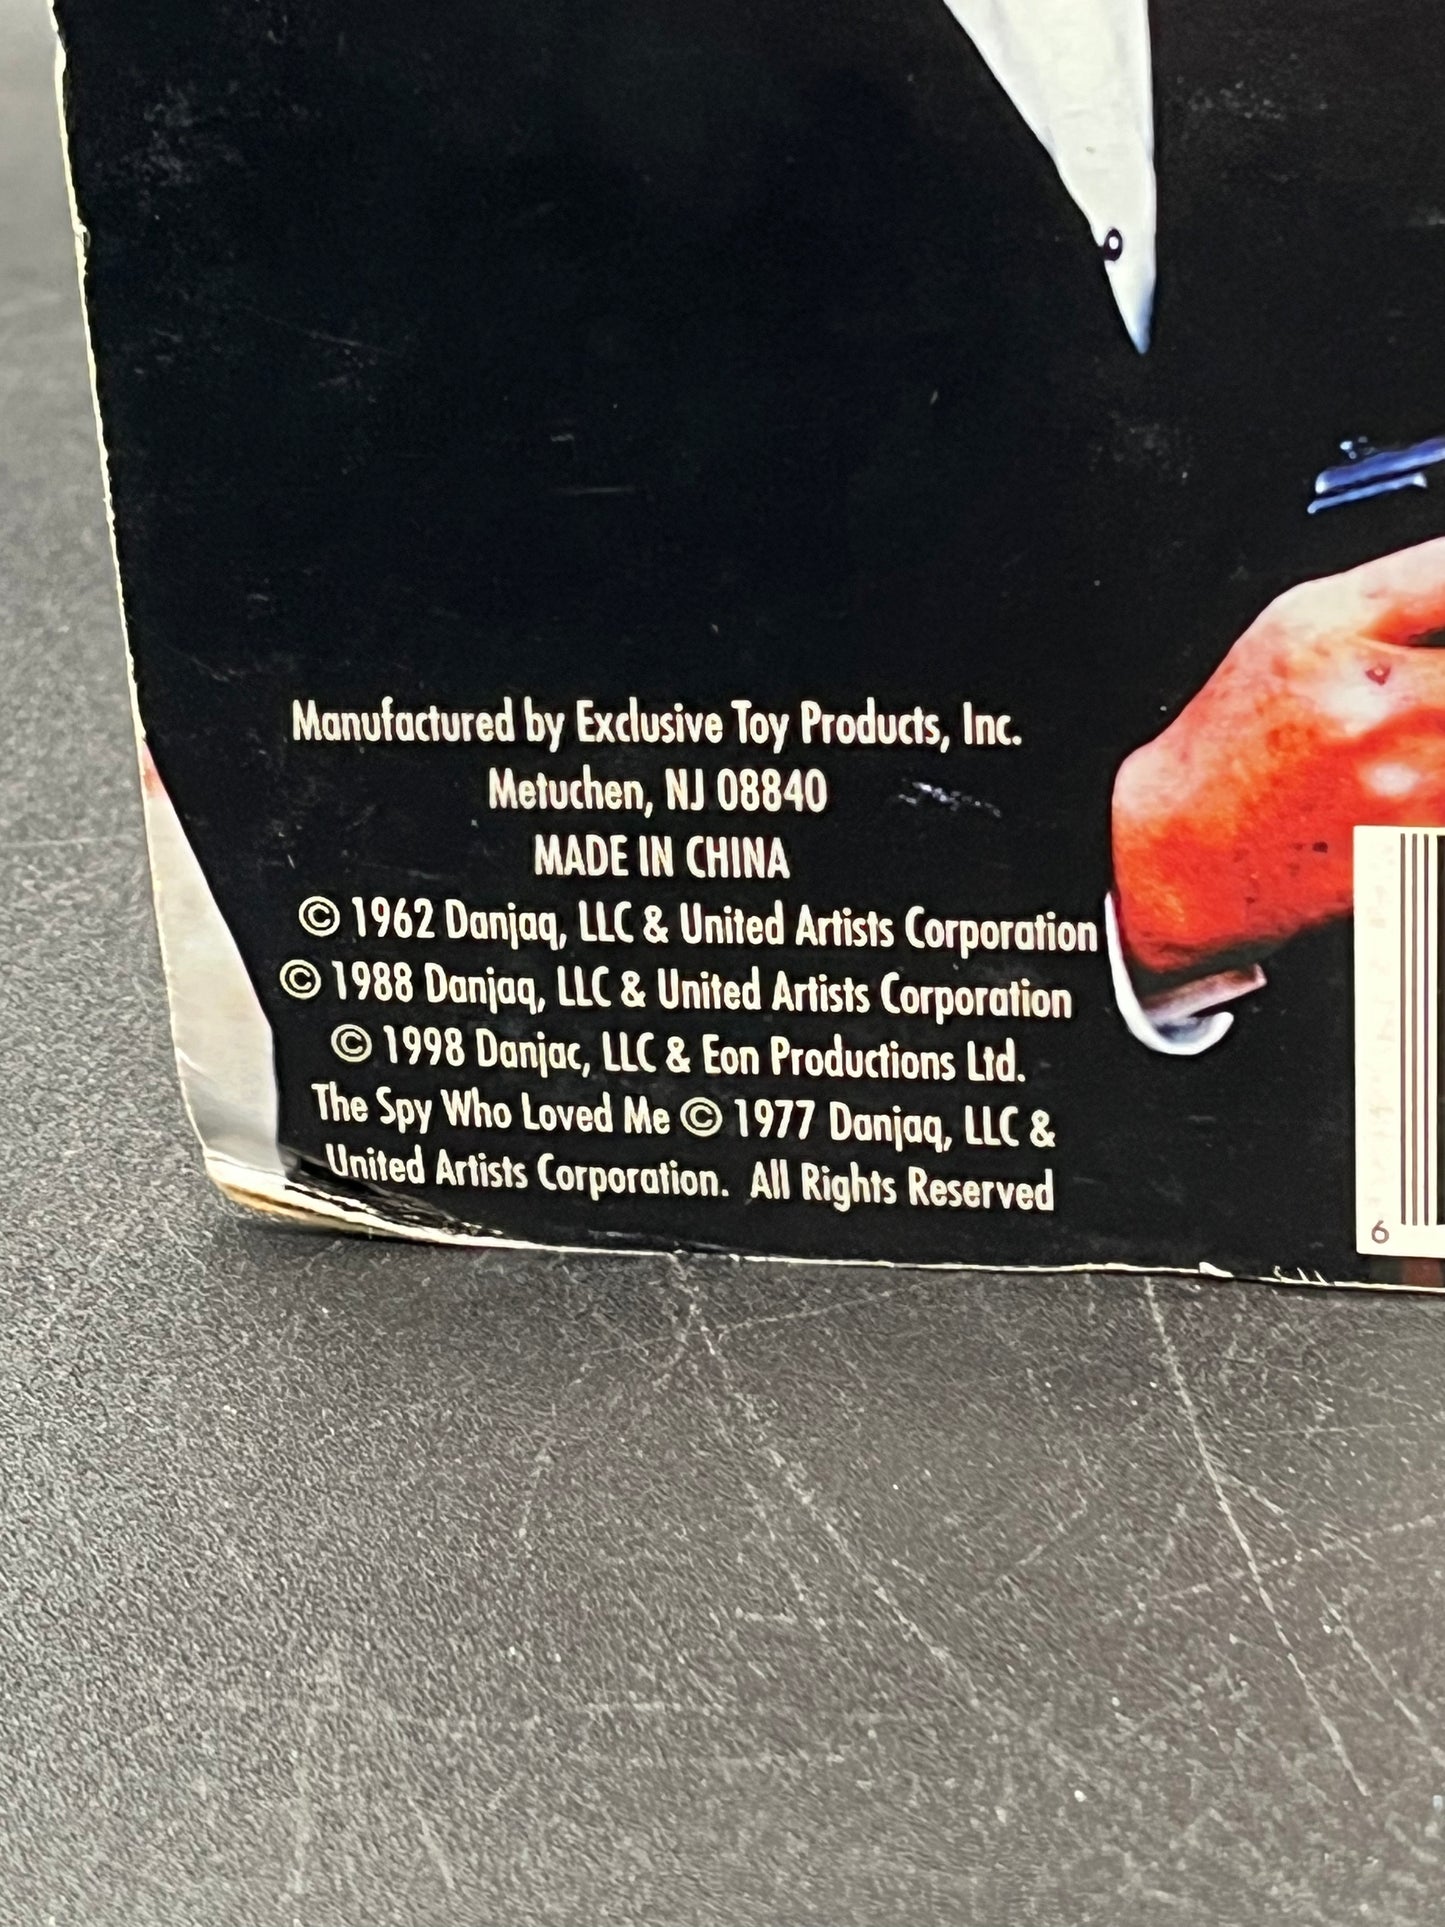 Manufactured by Exclusive Toy Products, Inc.
Metuchen, NJ 08840
MADE IN CHINA
© 1962 Danjaq, LLC & United Artists Corporation
© 1988 Danjaq, LLC & United Artists Corporation
© 1998 Danjac, LLC & Eon Productions Ltd.
The Spy Who Loved Me © 1977 Danjaq, LLC &
United Artists Corporation. All Rights Reserved
6